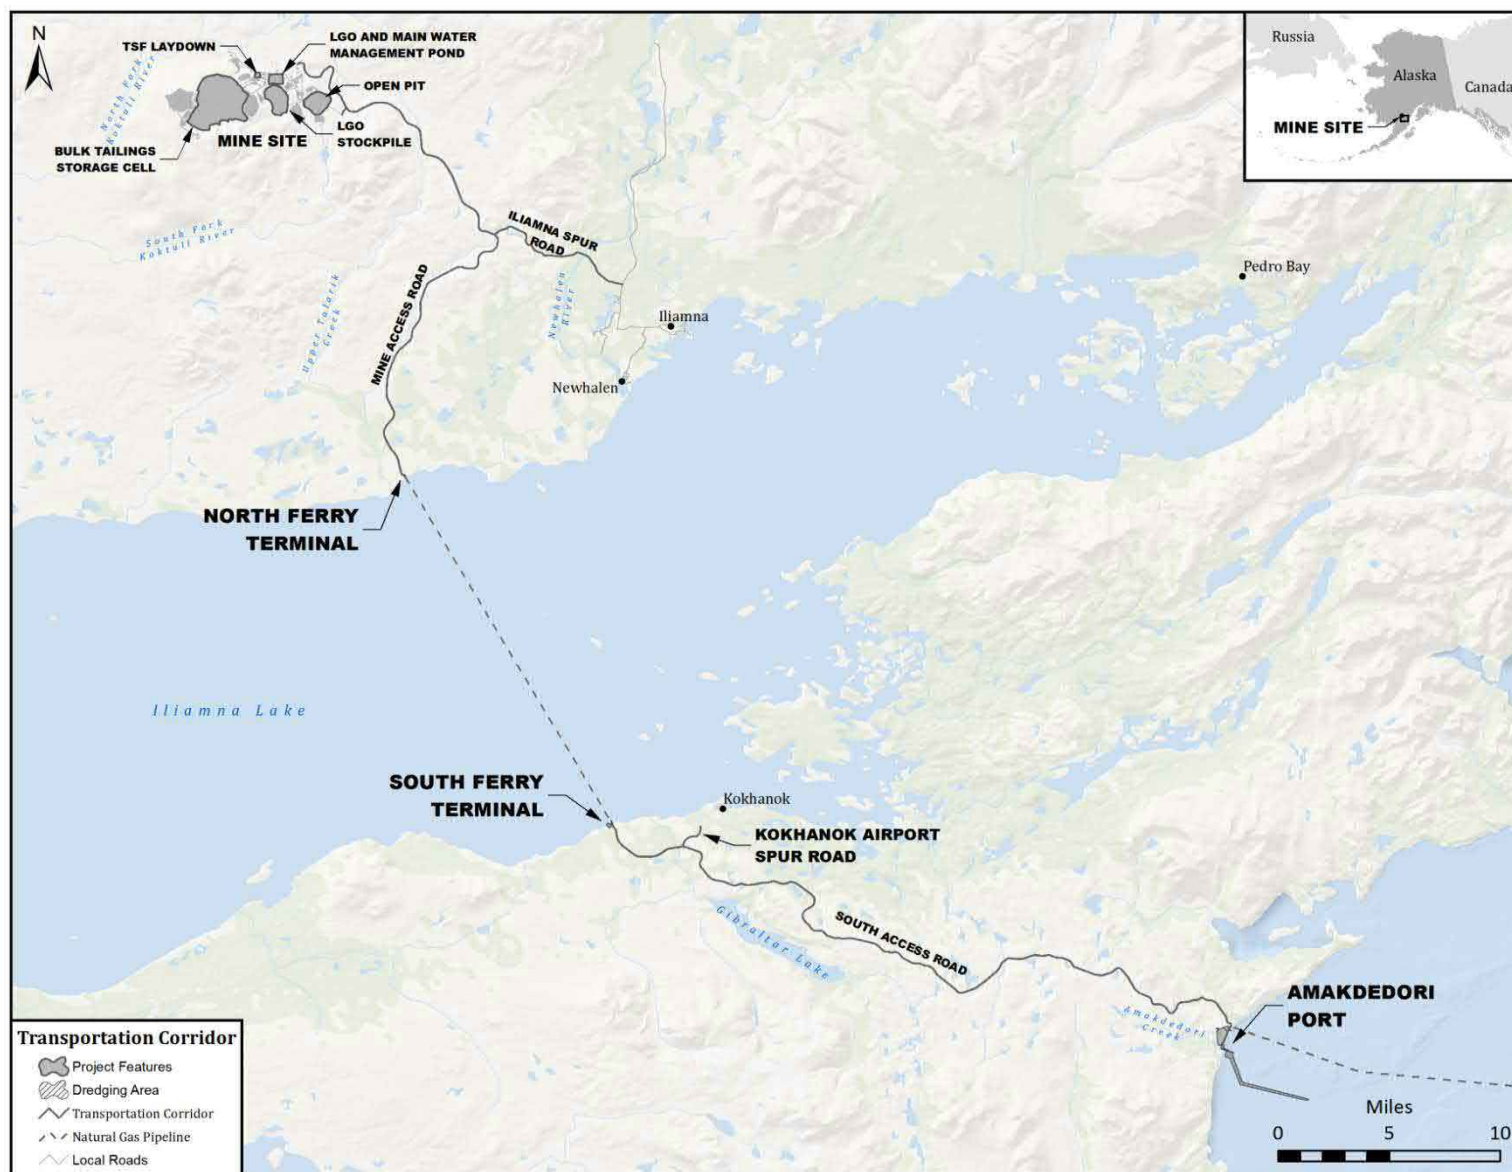 N
TSF LAYDOWN
LGO AND MAIN WATER
MANAGEMENT POND
OPEN PIT
North Fork
Koktuli River
LGO
STOCKPILE
MINE SITE
BULK TAILINGS
STORAGE CELL
Russia
Alaska
Canada
MINE SITE
South Fork
Koktuli River
ILIAMNA SPUR
ROAD
MINE ACCESS ROAD
Upper Talarik
Creek
Newhalen
River
Pedro Bay
Iliamna
Newhalen
NORTH FERRY
TERMINAL
Iliamna Lake
SOUTH FERRY
TERMINAL
Kokhanok
KOKHANOK AIRPORT
SPUR ROAD
Gibraltar Lake
SOUTH ACCESS ROAD
Amakdedori
Creek
AMAKDEDORI
PORT
Transportation Corridor
Project Features
Dredging Area
Transportation Corridor
Natural Gas Pipeline
Local Roads
Miles
0 5 10